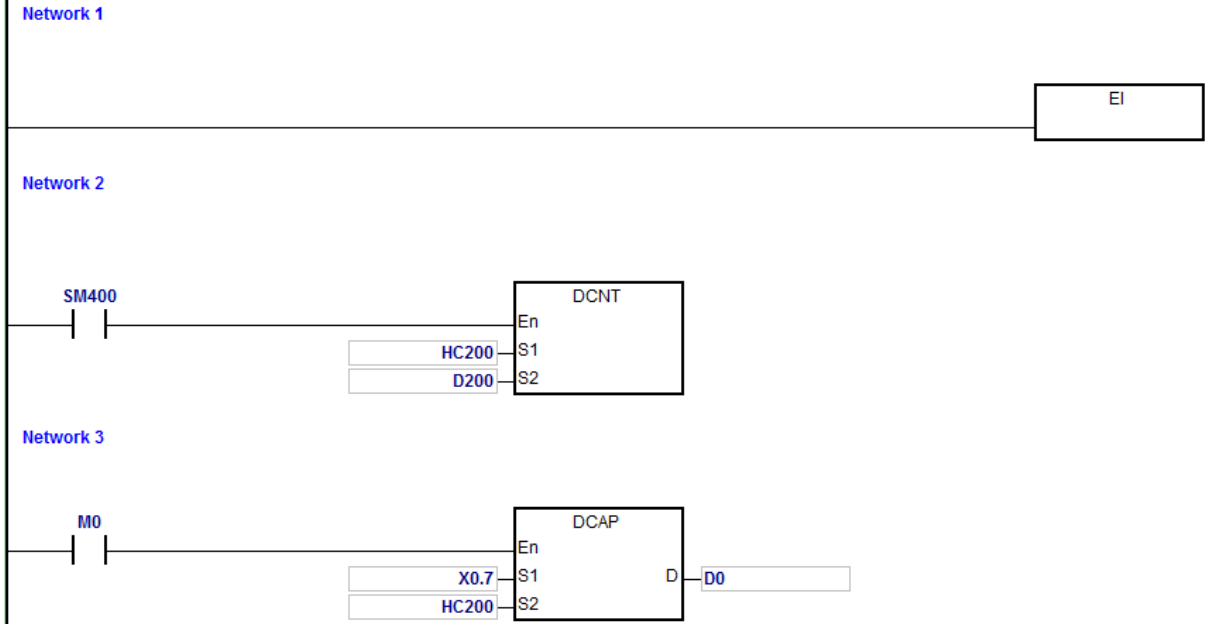 Network 1
EI
Network 2
SM400
DCNT
En
HC200 S1
D200 S2
Network 3
M0
DCAP
En
X0.7 S1 D D0
HC200 S2